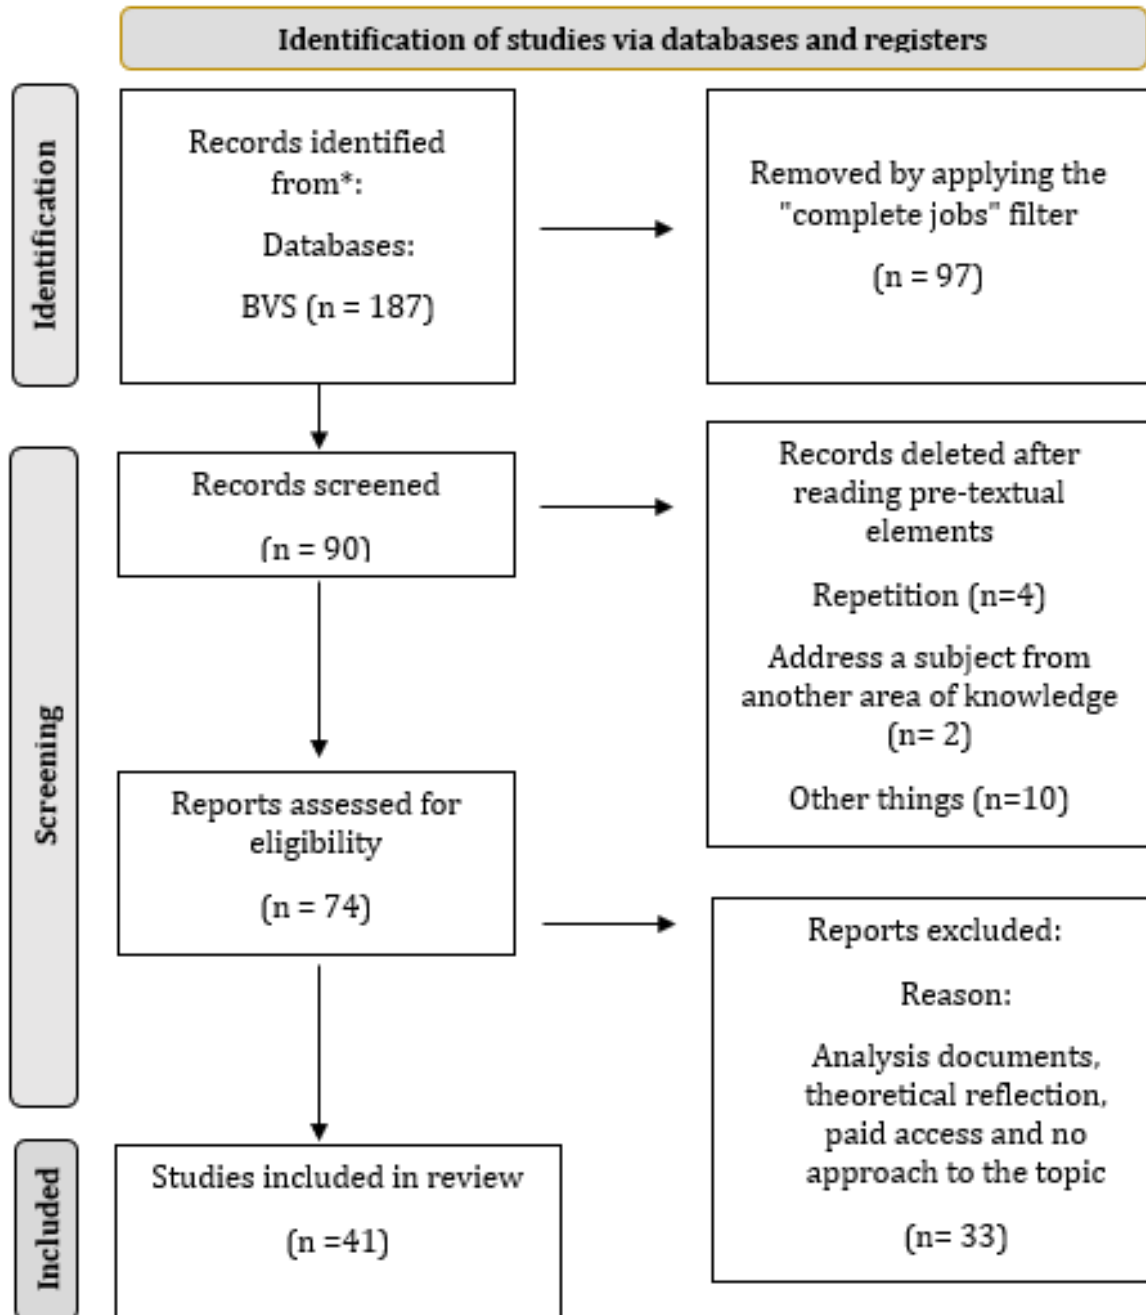 Identification of studies via databases and registers
Identification
Records identified
from*:
Databases:
BVS (n = 187)
Removed by applying the
"complete jobs" filter
(n = 97)
Screening
Records screened
(n = 90)
Records deleted after
reading pre-textual
elements
Repetition (n=4)
Address a subject from
another area of knowledge
(n= 2)
Other things (n=10)
Reports assessed for
eligibility
(n = 74)
Reports excluded:
Reason:
Analysis documents,
theoretical reflection,
paid access and no
approach to the topic
(n= 33)
Included
Studies included in review
(n =41)